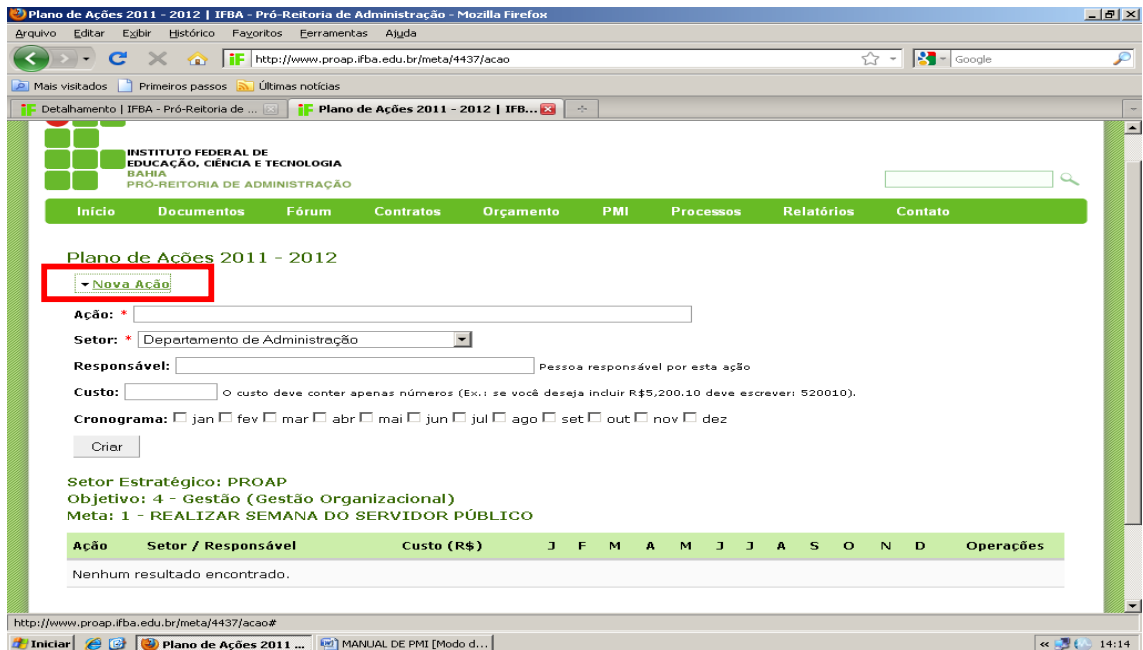 Plano de Ações 2011 - 2012 | IFBA - Pró-Reitoria de Administração - Mozilla Firefox
Arquivo Editar Exibir Histórico Favoritos Ferramentas Ajuda
iF http://www.proap.ifba.edu.br/meta/4437/acao Google
Mais visitados Primeiros passos Últimas notícias
Detalhamento | IFBA - Pró-Reitoria de ... Plano de Ações 2011 - 2012 | IFB...
INSTITUTO FEDERAL DE
EDUCAÇÃO, CIÊNCIA E TECNOLOGIA
BAHIA
PRÓ-REITORIA DE ADMINISTRAÇÃO
Início Documentos Fórum Contratos Orçamento PMI Processos Relatórios Contato
Plano de Ações 2011 - 2012
Nova Ação
Ação: *
Setor: * Departamento de Administração
Responsável: Pessoa responsável por esta ação
Custo: O custo deve conter apenas números (Ex.: se você deseja incluir R$5,200.10 deve escrever: 520010).
Cronograma: jan fev mar abr mai jun jul ago set out nov dez
Criar
Setor Estratégico: PROAP
Objetivo: 4 - Gestão (Gestão Organizacional)
Meta: 1 - REALIZAR SEMANA DO SERVIDOR PÚBLICO
Ação Setor / Responsável Custo (R$) J F M A M J J A S O N D Operações
Nenhum resultado encontrado.
http://www.proap.ifba.edu.br/meta/4437/acao#
Iniciar Plano de Ações 2011 ... MANUAL DE PMI [Modo d... « 14:14